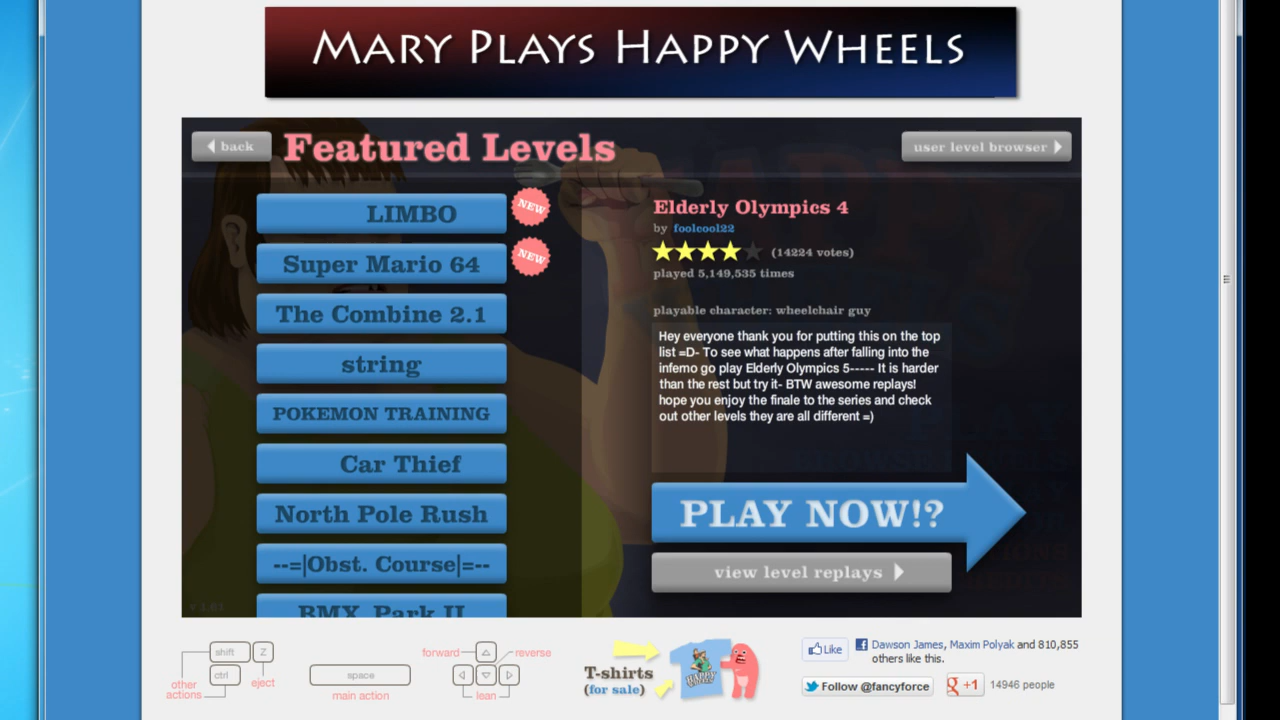 MARY PLAYS HAPPY WHEELS
back
Featured Levels
user level browser
LIMBO
NEW
Super Mario 64
NEW
The Combine 2.1
string
POKEMON TRAINING
Car Thief
North Pole Rush
--=|Obst. Course|=--
BMX Park II
Elderly Olympics 4
by foolcool22
(14224 votes)
played 5,149,535 times
playable character: wheelchair guy
Hey everyone thank you for putting this on the top
list =D- To see what happens after falling into the
inferno go play Elderly Olympics 5----- It is harder
than the rest but try it- BTW awesome replays!
hope you enjoy the finale to the series and check
out other levels they are all different =)
PLAY NOW!?
view level replays
v 1.61
shift
Z
ctrl
other
actions
eject
space
main action
forward
reverse
lean
T-shirts
(for sale)
HAPPY
Like
Dawson James, Maxim Polyak and 810,855
others like this.
Follow @fancyforce
g +1
14946 people